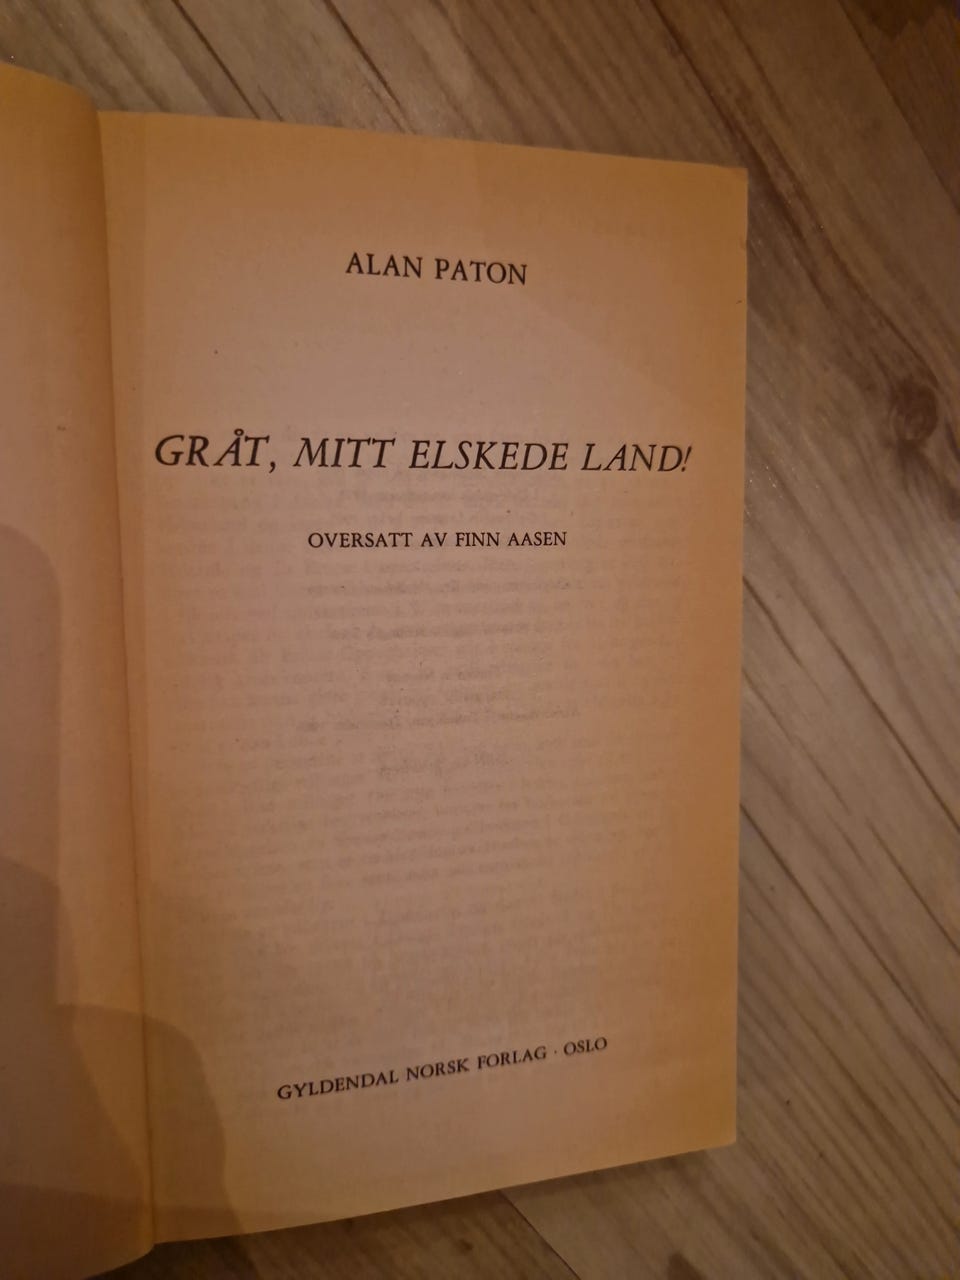 ALAN PATON
GRÅT, MITT ELSKEDE LAND!
OVERSATT AV FINN AASEN
GYLDENDAL NORSK FORLAG · OSLO